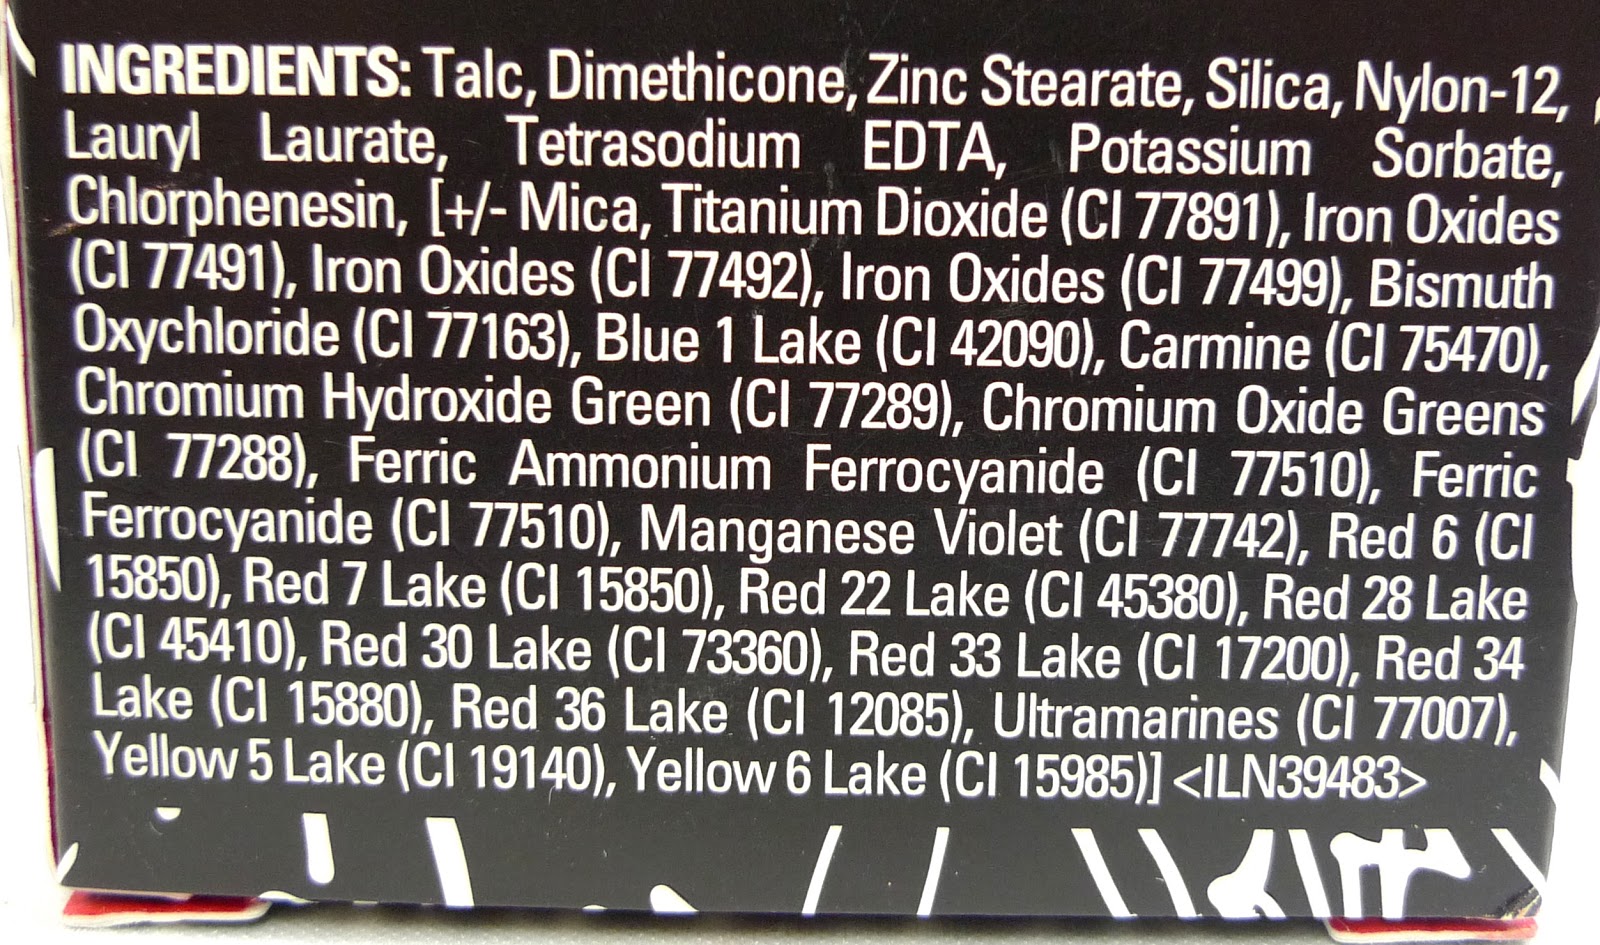 INGREDIENTS: Talc, Dimethicone, Zinc Stearate, Silica, Nylon-12,
Lauryl Laurate, Tetrasodium EDTA, Potassium Sorbate,
Chlorphenesin, [+/- Mica, Titanium Dioxide (CI 77891), Iron Oxides
(CI 77491), Iron Oxides (CI 77492), Iron Oxides (CI 77499), Bismuth
Oxychloride (CI 77163), Blue 1 Lake (CI 42090), Carmine (CI 75470),
Chromium Hydroxide Green (CI 77289), Chromium Oxide Greens
(CI 77288), Ferric Ammonium Ferrocyanide (CI 77510), Ferric
Ferrocyanide (CI 77510), Manganese Violet (CI 77742), Red 6 (CI
15850), Red 7 Lake (CI 15850), Red 22 Lake (CI 45380), Red 28 Lake
(CI 45410), Red 30 Lake (CI 73360), Red 33 Lake (CI 17200), Red 34
Lake (CI 15880), Red 36 Lake (CI 12085), Ultramarines (CI 77007),
Yellow 5 Lake (CI 19140), Yellow 6 Lake (CI 15985)] <ILN39483>